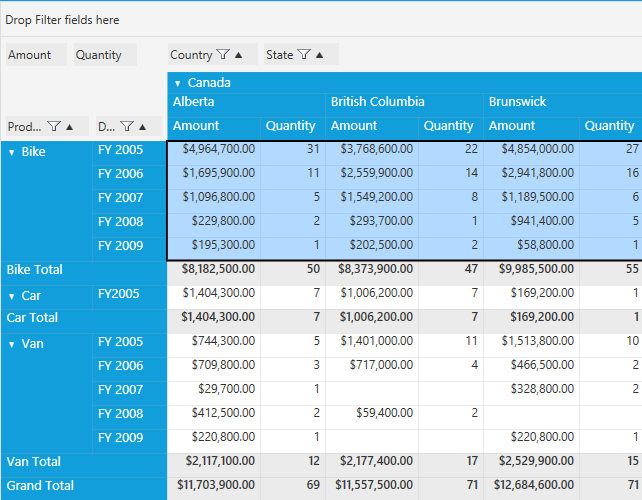 Drop Filter fields here
Amount Quantity Country State
Canada
Alberta British Columbia Brunswick
Prod... D... Amount Quantity Amount Quantity Amount Quantity
Bike FY 2005 $4,964,700.00 31 $3,768,600.00 22 $4,854,000.00 27
FY 2006 $1,695,900.00 11 $2,559,900.00 14 $2,941,800.00 16
FY 2007 $1,096,800.00 5 $1,549,200.00 8 $1,189,500.00 6
FY 2008 $229,800.00 2 $293,700.00 1 $941,400.00 5
FY 2009 $195,300.00 1 $202,500.00 2 $58,800.00 1
Bike Total $8,182,500.00 50 $8,373,900.00 47 $9,985,500.00 55
Car FY2005 $1,404,300.00 7 $1,006,200.00 7 $169,200.00 1
Car Total $1,404,300.00 7 $1,006,200.00 7 $169,200.00 1
Van FY 2005 $744,300.00 5 $1,401,000.00 11 $1,513,800.00 10
FY 2006 $709,800.00 3 $717,000.00 4 $466,500.00 2
FY 2007 $29,700.00 1 $328,800.00 2
FY 2008 $412,500.00 2 $59,400.00 2
FY 2009 $220,800.00 1 $220,800.00 1
Van Total $2,117,100.00 12 $2,177,400.00 17 $2,529,900.00 15
Grand Total $11,703,900.00 69 $11,557,500.00 71 $12,684,600.00 71